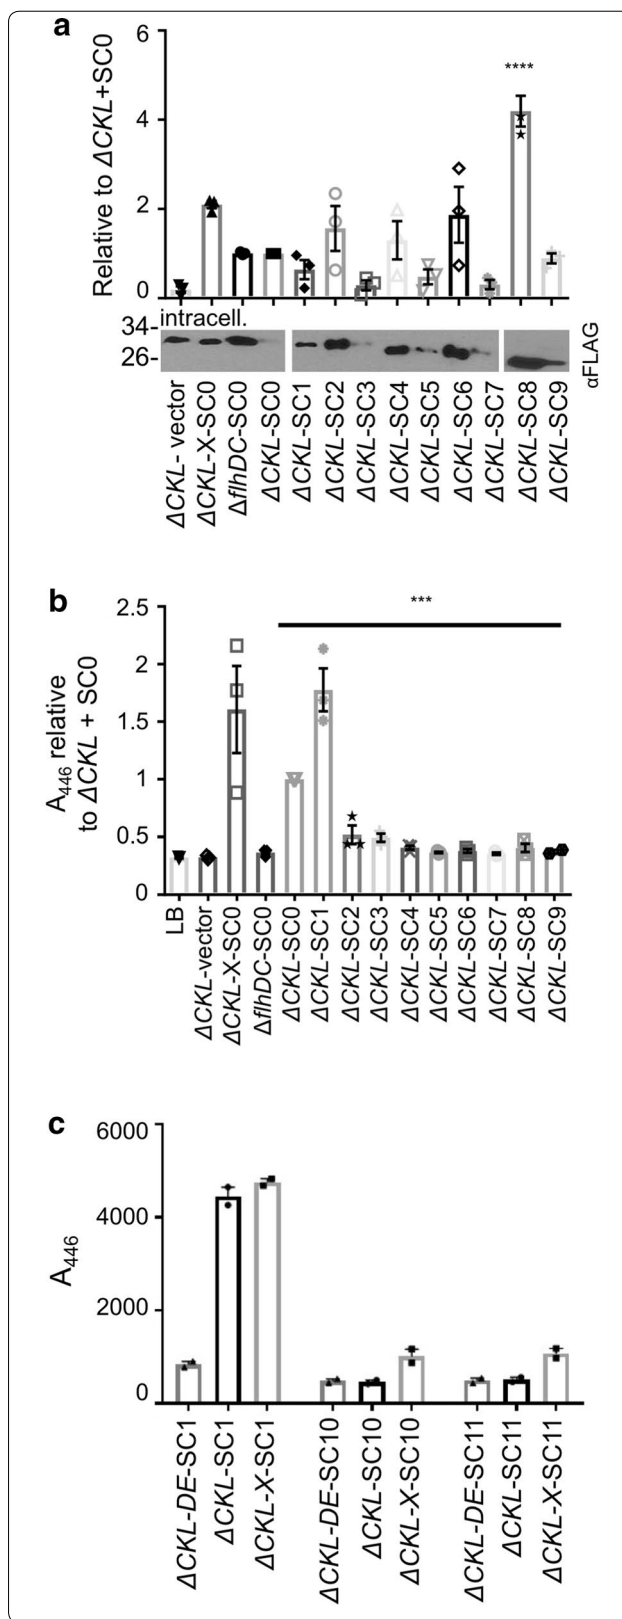 a
Relative to ΔCKL+SC0
6
4
2
0
****
34-
26-
intracell.
αFLAG
ΔCKL- vector
ΔCKL-X-SC0
ΔflhDC-SC0
ΔCKL-SC0
ΔCKL-SC1
ΔCKL-SC2
ΔCKL-SC3
ΔCKL-SC4
ΔCKL-SC5
ΔCKL-SC6
ΔCKL-SC7
ΔCKL-SC8
ΔCKL-SC9
b
A446 relative
to ΔCKL + SC0
2.5
2
1.5
1
0.5
0
***
LB
ΔCKL-vector
ΔCKL-X-SC0
ΔflhDC-SC0
ΔCKL-SC0
ΔCKL-SC1
ΔCKL-SC2
ΔCKL-SC3
ΔCKL-SC4
ΔCKL-SC5
ΔCKL-SC6
ΔCKL-SC7
ΔCKL-SC8
ΔCKL-SC9
c
A446
6000
4000
2000
0
ΔCKL-DE-SC1
ΔCKL-SC1
ΔCKL-X-SC1
ΔCKL-DE-SC10
ΔCKL-SC10
ΔCKL-X-SC10
ΔCKL-DE-SC11
ΔCKL-SC11
ΔCKL-X-SC11